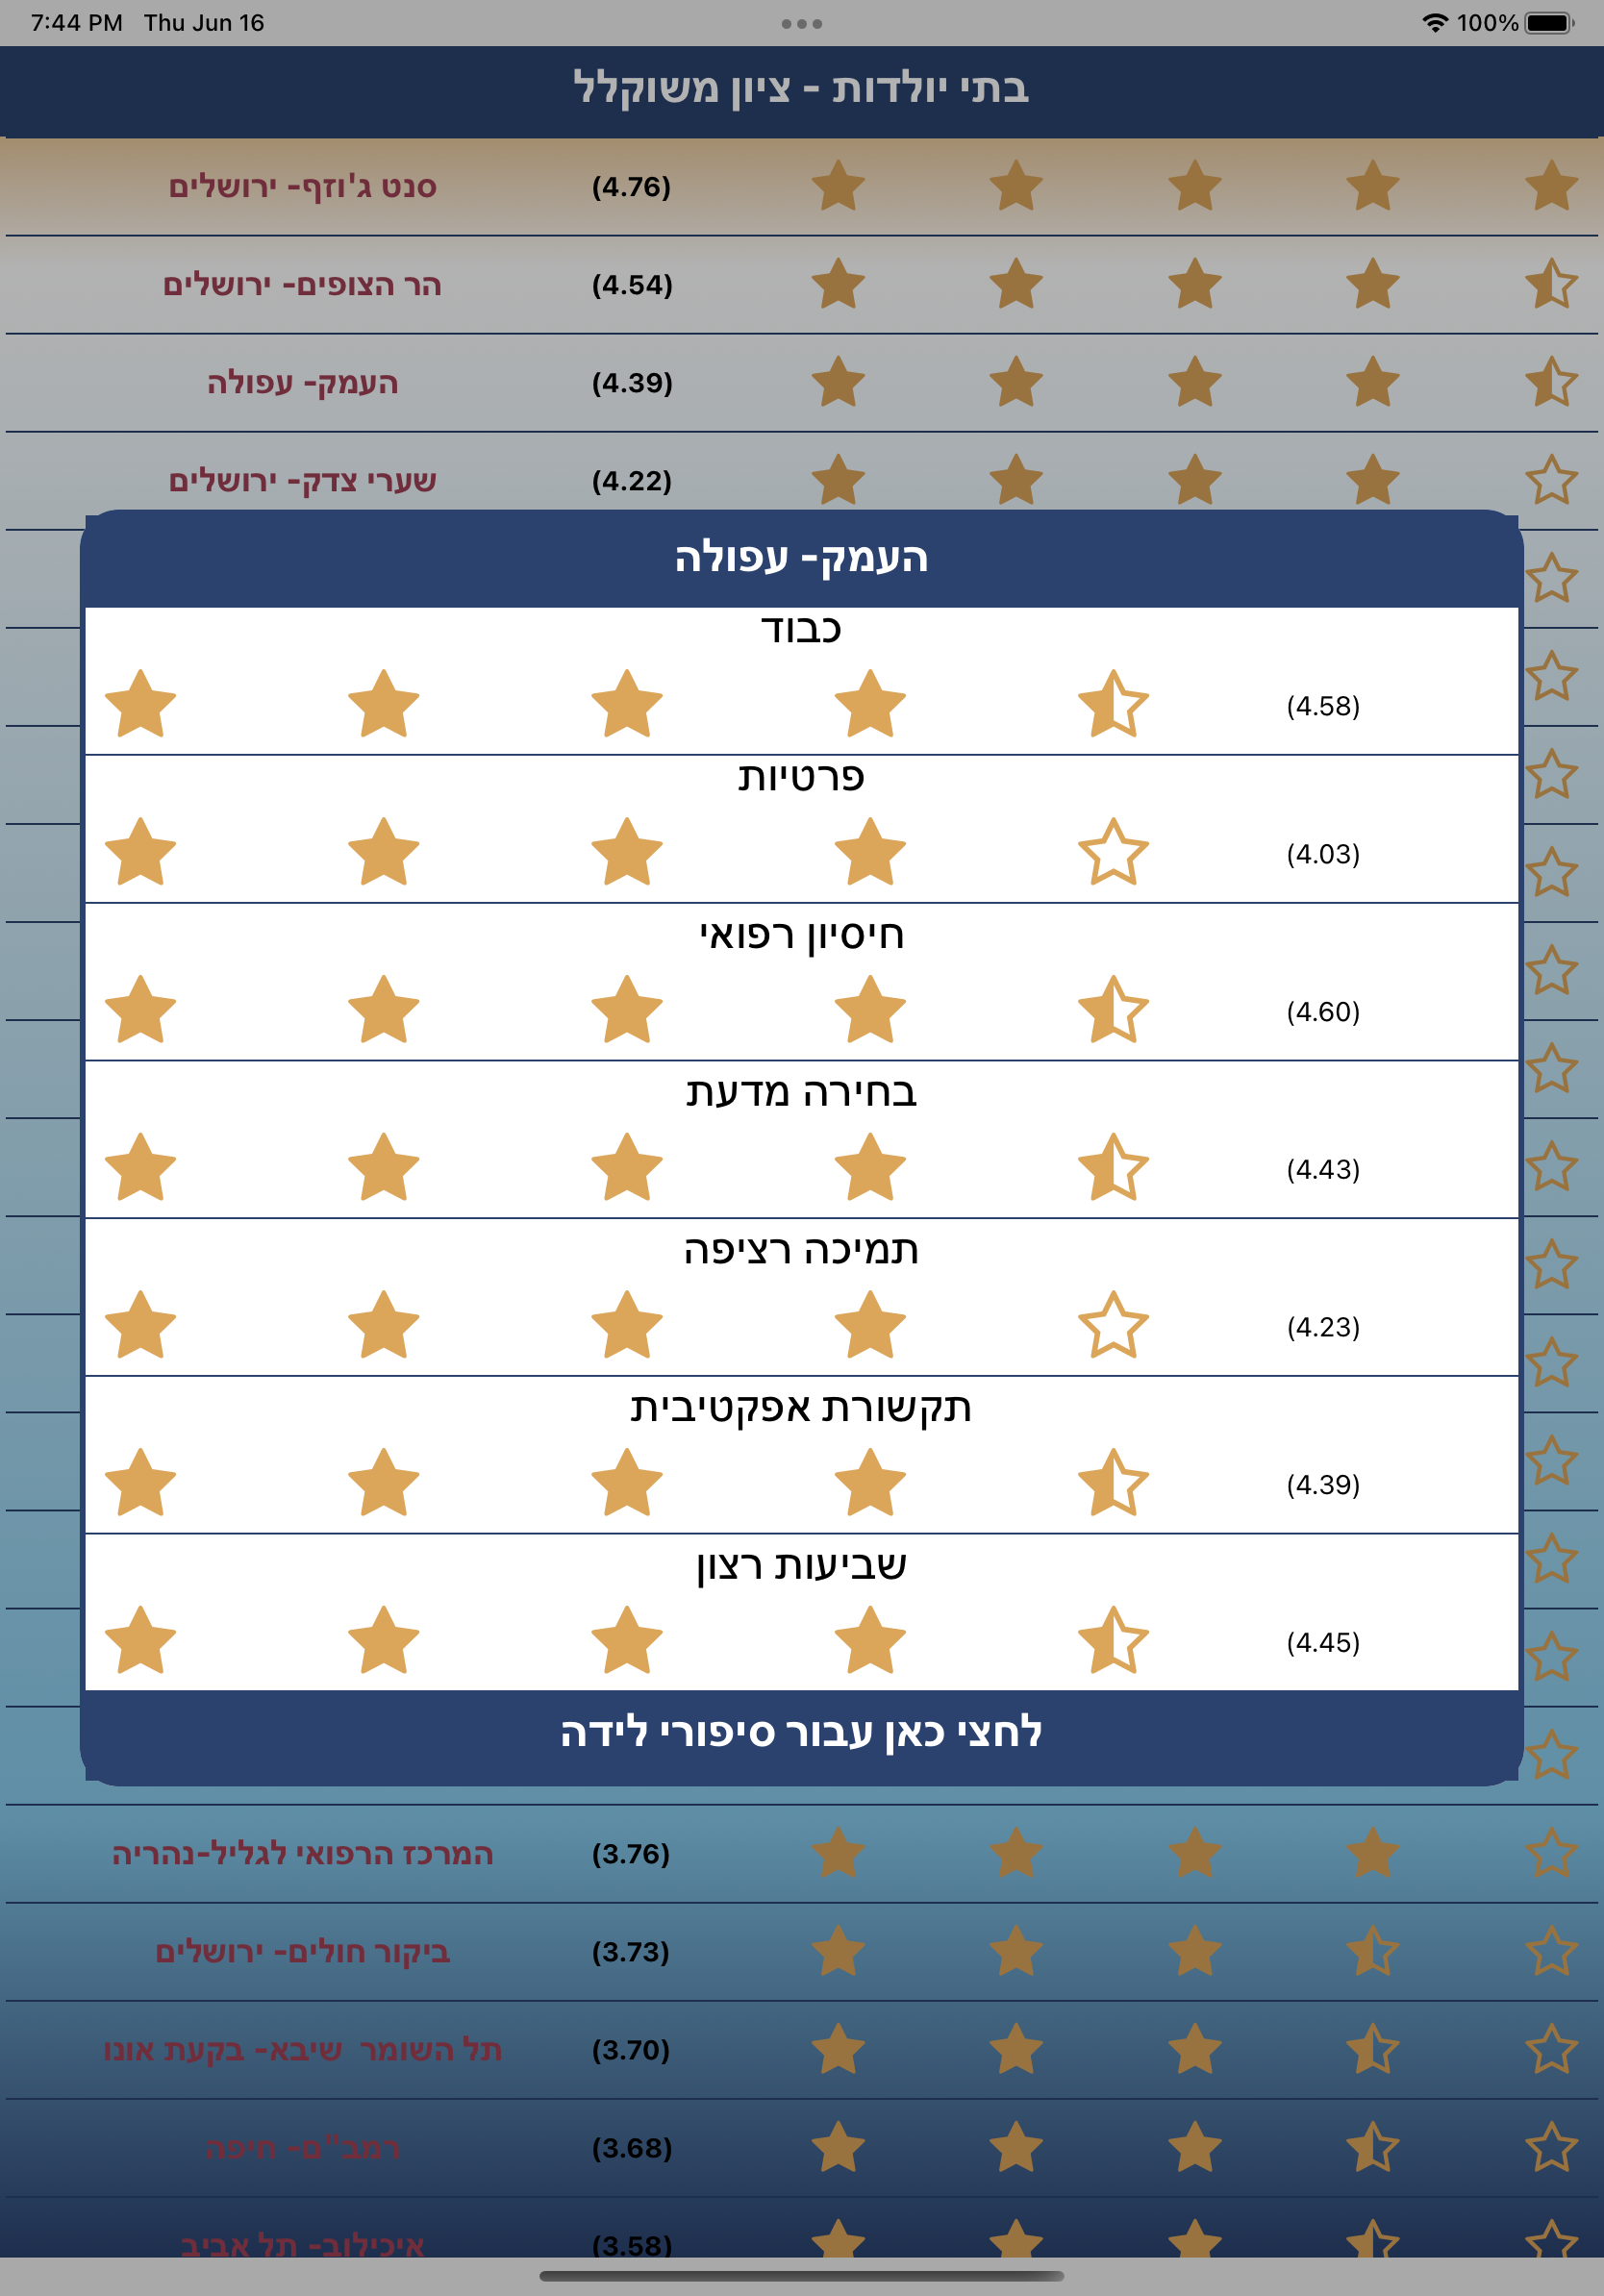 7:44 PM Thu Jun 16
100%
בתי יולדות - ציון משוקלל
סנט ג'וזף- ירושלים (4.76)
הר הצופים- ירושלים (4.54)
העמק- עפולה (4.39)
שערי צדק- ירושלים (4.22)
העמק- עפולה
כבוד
(4.58)
פרטיות
(4.03)
חיסיון רפואי
(4.60)
בחירה מדעת
(4.43)
תמיכה רציפה
(4.23)
תקשורת אפקטיבית
(4.39)
שביעות רצון
(4.45)
לחצי כאן עבור סיפורי לידה
המרכז הרפואי לגליל-נהריה (3.76)
ביקור חולים- ירושלים (3.73)
תל השומר  שיבא- בקעת אונו (3.70)
רמב"ם- חיפה (3.68)
איכילוב- תל אביב (3.58)